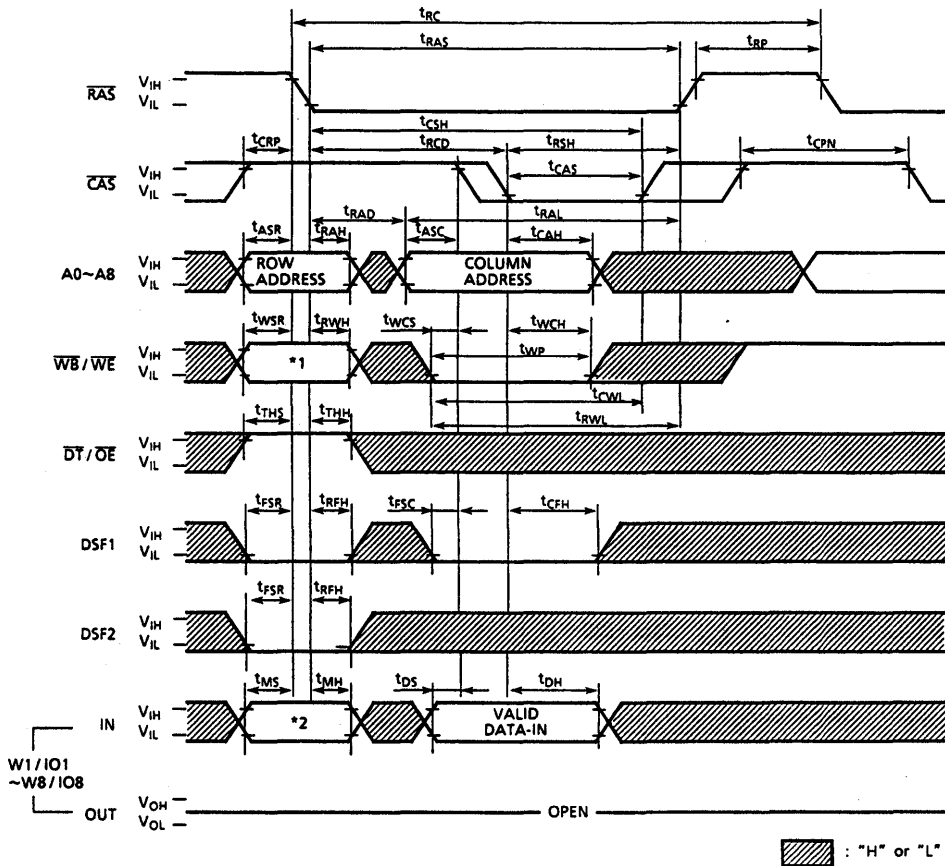 tRC
tRAS
tRP
RAS VIH
VIL
tCSH
tCRP tRCD tRSH tCPN
CAS VIH
VIL
tCAS
tRAD tRAL
tASR tRAH tASC tCAH
A0~A8 VIH
VIL
ROW
ADDRESS
COLUMN
ADDRESS
tWSR tRWH tWCS tWCH
WB/WE VIH
VIL
*1
tWP
tCWL
tTHS tTHH tRWL
DT/OE VIH
VIL
tFSR tRFH tFSC tCFH
DSF1 VIH
VIL
tFSR tRFH
DSF2 VIH
VIL
tMS tMH tDS tDH
IN VIH
VIL
*2
VALID
DATA-IN
W1/IO1
~W8/IO8
OUT VOH
VOL
OPEN
: "H" or "L"